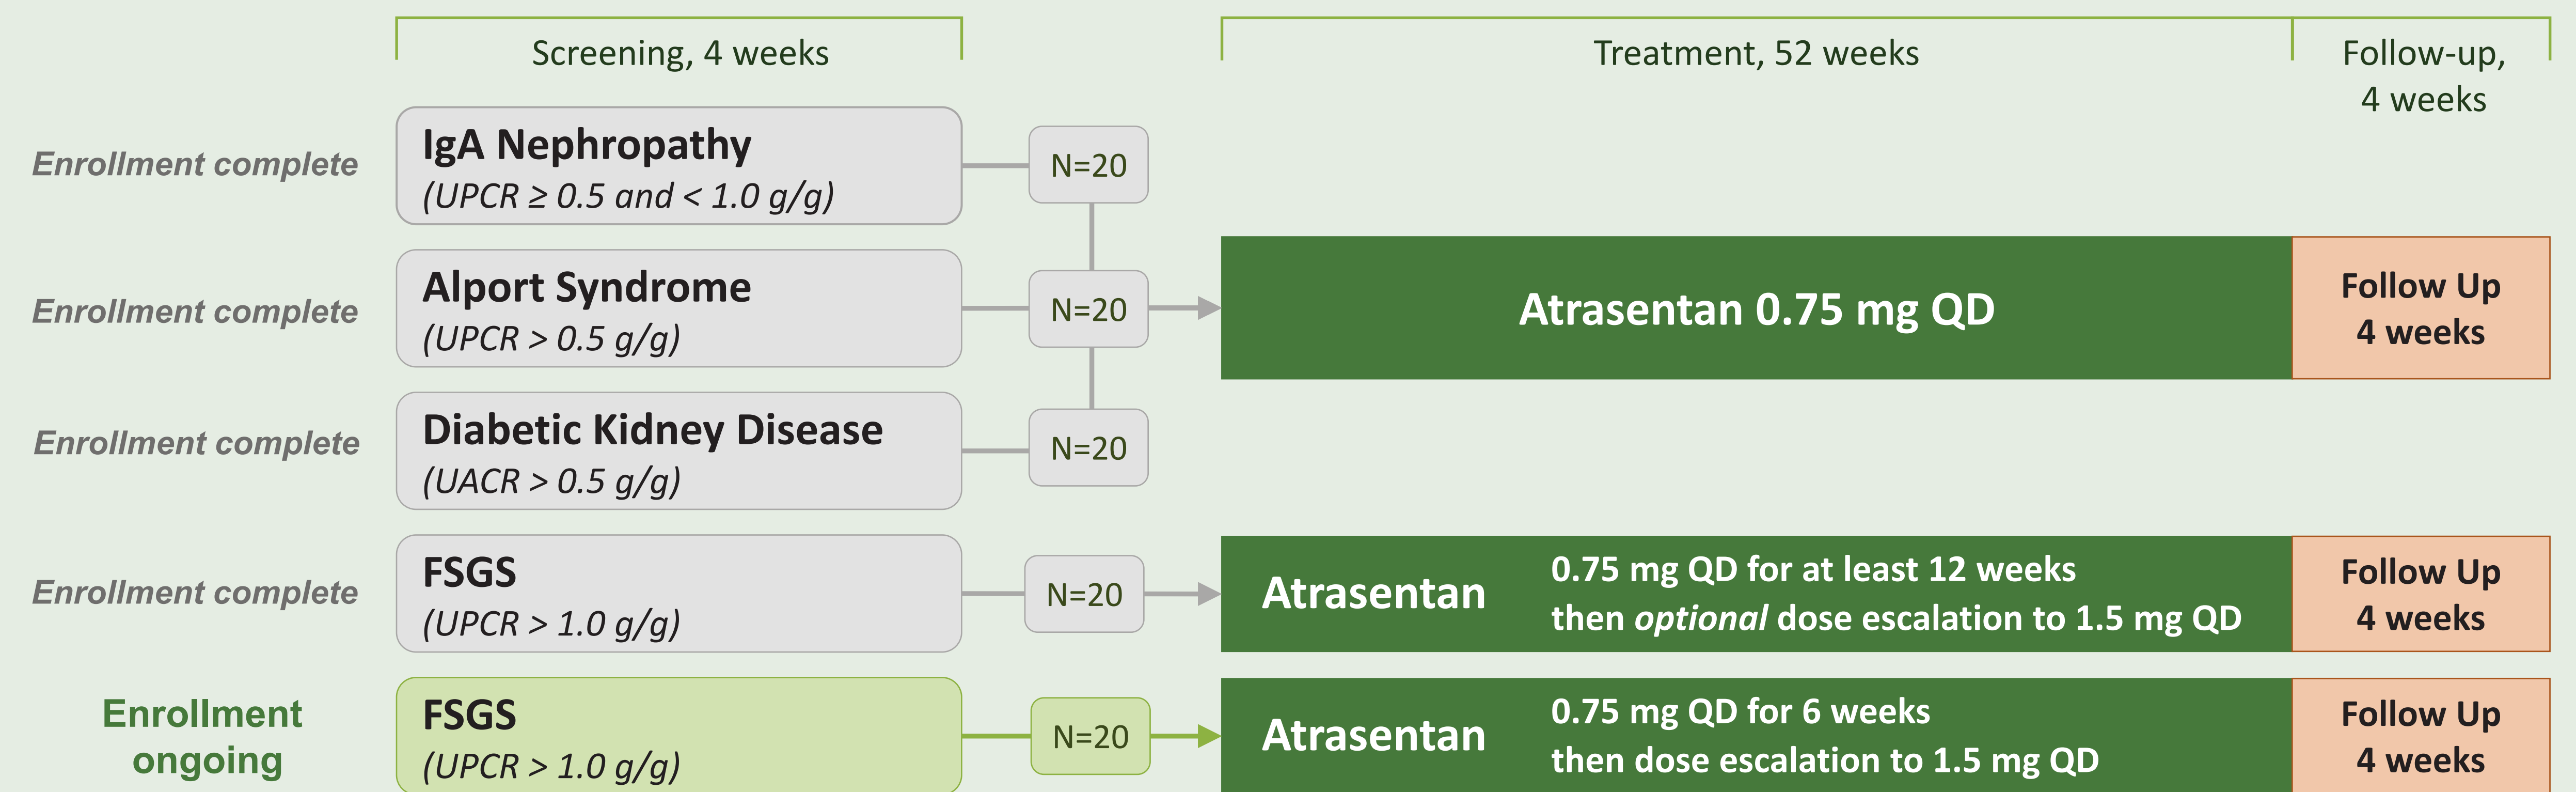 Screening, 4 weeks
Treatment, 52 weeks
Follow-up,
4 weeks
Enrollment complete
IgA Nephropathy
(UPCR ≥ 0.5 and < 1.0 g/g)
N=20
Enrollment complete
Alport Syndrome
(UPCR > 0.5 g/g)
N=20
Atrasentan 0.75 mg QD
Follow Up
4 weeks
Enrollment complete
Diabetic Kidney Disease
(UACR > 0.5 g/g)
N=20
Enrollment complete
FSGS
(UPCR > 1.0 g/g)
N=20
Atrasentan
0.75 mg QD for at least 12 weeks
then optional dose escalation to 1.5 mg QD
Follow Up
4 weeks
Enrollment
ongoing
FSGS
(UPCR > 1.0 g/g)
N=20
Atrasentan
0.75 mg QD for 6 weeks
then dose escalation to 1.5 mg QD
Follow Up
4 weeks